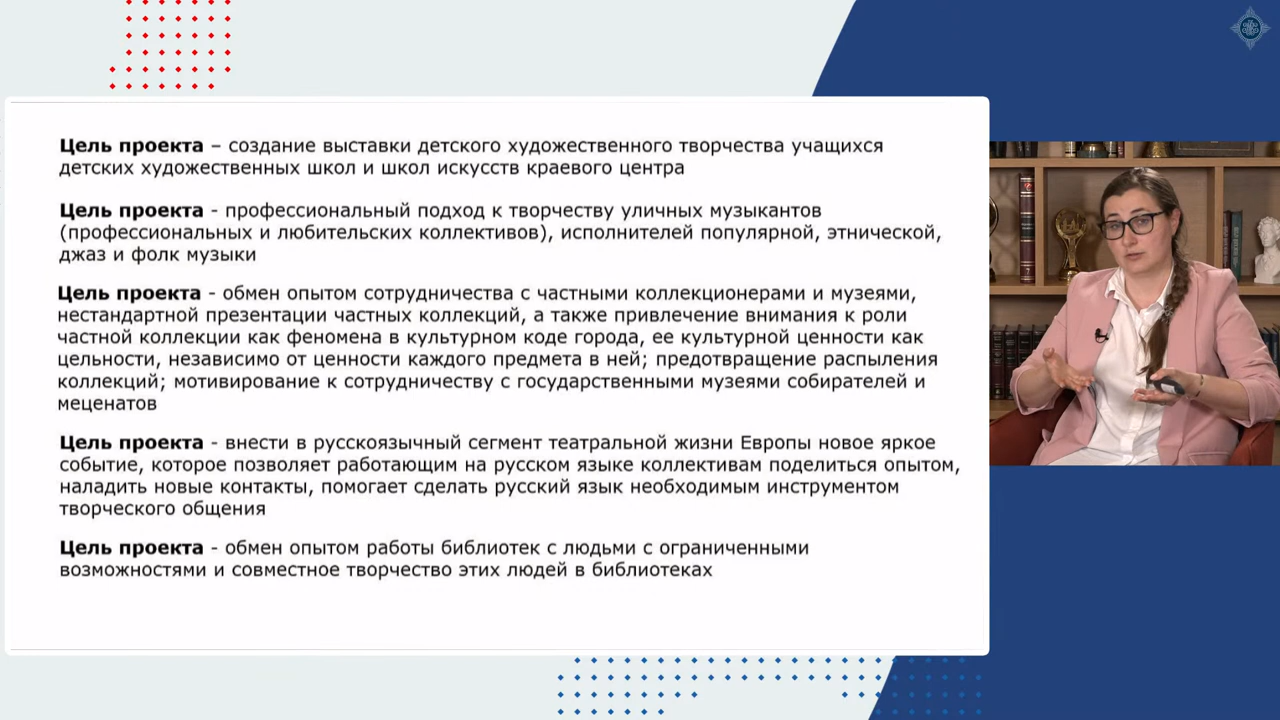 Цель проекта – создание выставки детского художественного творчества учащихся
детских художественных школ и школ искусств краевого центра
Цель проекта - профессиональный подход к творчеству уличных музыкантов
(профессиональных и любительских коллективов), исполнителей популярной, этнической,
джаз и фолк музыки
Цель проекта - обмен опытом сотрудничества с частными коллекционерами и музеями,
нестандартной презентации частных коллекций, а также привлечение внимания к роли
частной коллекции как феномена в культурном коде города, ее культурной ценности как
цельности, независимо от ценности каждого предмета в ней; предотвращение распыления
коллекций; мотивирование к сотрудничеству с государственными музеями собирателей и
меценатов
Цель проекта - внести в русскоязычный сегмент театральной жизни Европы новое яркое
событие, которое позволяет работающим на русском языке коллективам поделиться опытом,
наладить новые контакты, помогает сделать русский язык необходимым инструментом
творческого общения
Цель проекта - обмен опытом работы библиотек с людьми с ограниченными
возможностями и совместное творчество этих людей в библиотеках